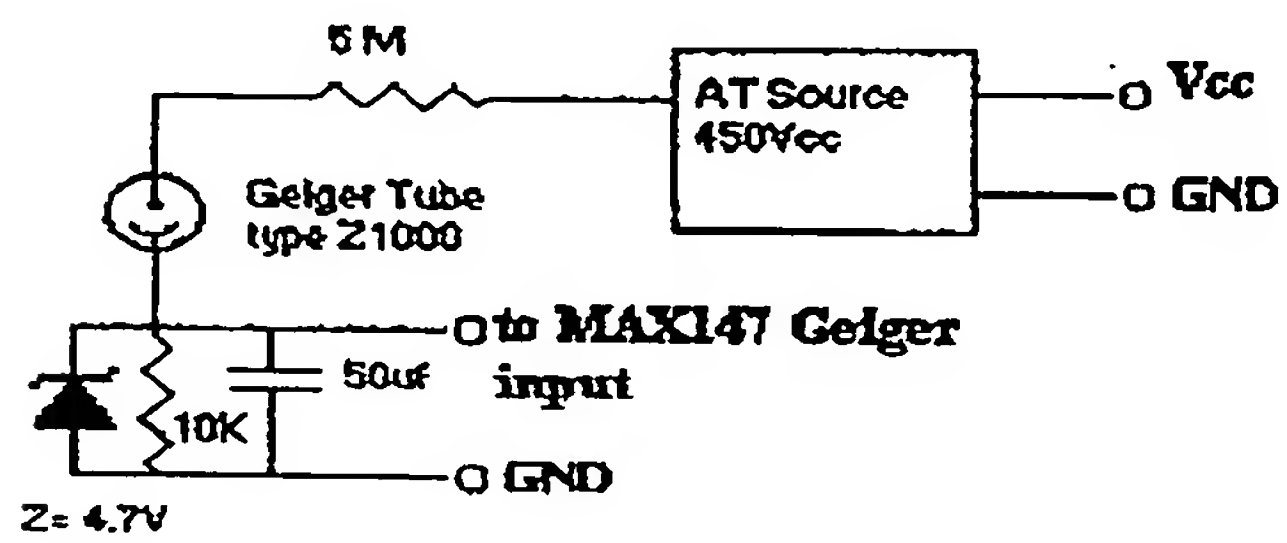 5 M
AT Source
450Vcc
Vcc
GND
Geiger Tube
type Z1000
to MAX147 Geiger
input
50uf
10K
GND
Z= 4.7V